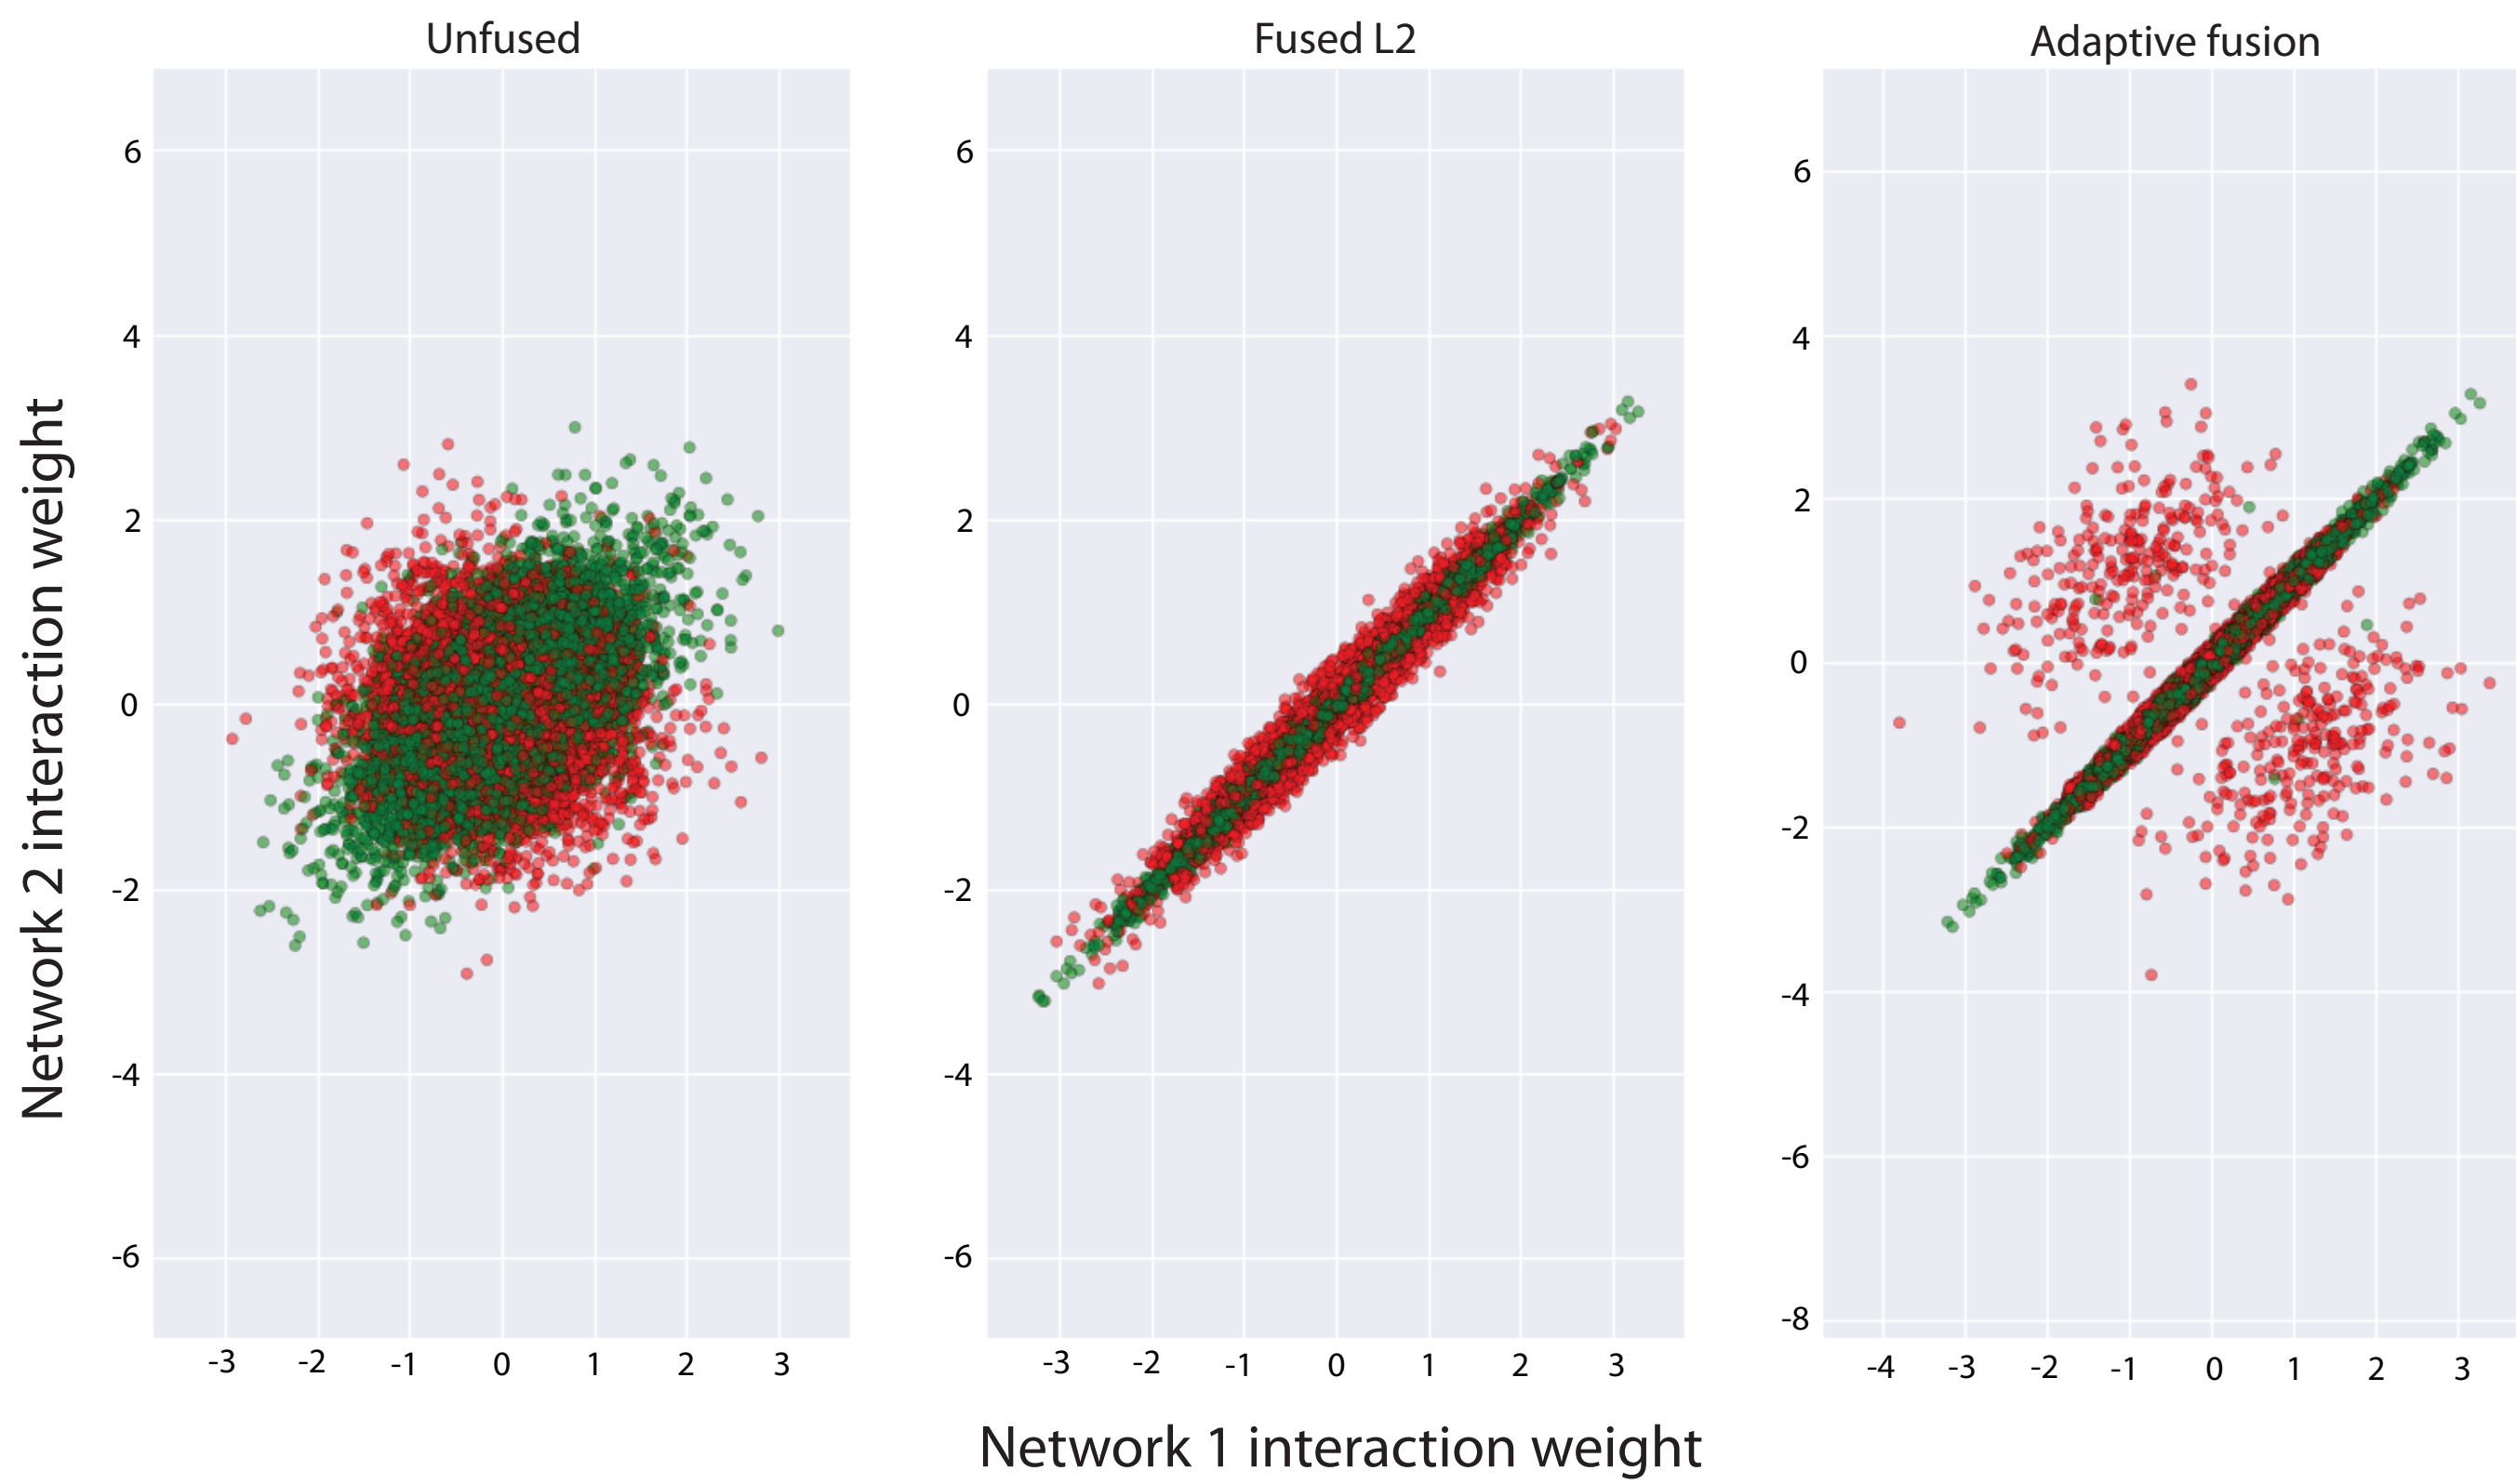 Unfused
Fused L2
Adaptive fusion
Network 2 interaction weight
6
4
2
0
-2
-4
-6
-3 -2 -1 0 1 2 3
6
4
2
0
-2
-4
-6
-3 -2 -1 0 1 2 3
6
4
2
0
-2
-4
-6
-8
-4 -3 -2 -1 0 1 2 3
Network 1 interaction weight